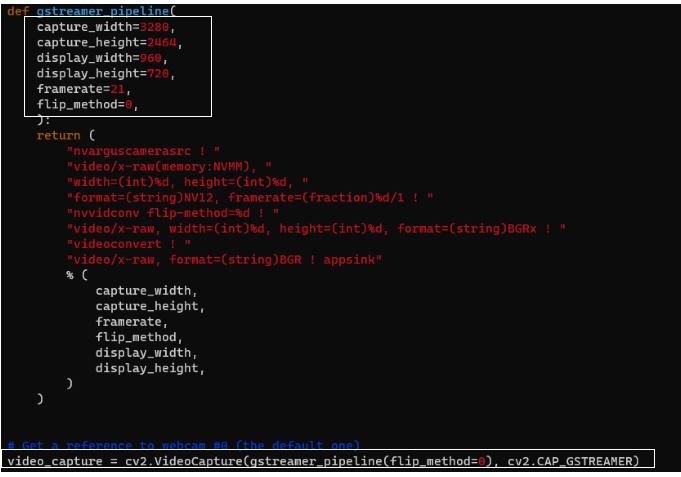 def gstreamer_pipeline(
    capture_width=3280,
    capture_height=2464,
    display_width=960,
    display_height=720,
    framerate=21,
    flip_method=0,
    ):
    return (
        "nvarguscamerasrc ! "
        "video/x-raw(memory:NVMM), "
        "width=(int)%d, height=(int)%d, "
        "format=(string)NV12, framerate=(fraction)%d/1 ! "
        "nvvidconv flip-method=%d ! "
        "video/x-raw, width=(int)%d, height=(int)%d, format=(string)BGRx ! "
        "videoconvert ! "
        "video/x-raw, format=(string)BGR ! appsink"
        % (
            capture_width,
            capture_height,
            framerate,
            flip_method,
            display_width,
            display_height,
        )
    )
# Get a reference to webcam #0 (the default one)
video_capture = cv2.VideoCapture(gstreamer_pipeline(flip_method=0), cv2.CAP_GSTREAMER)